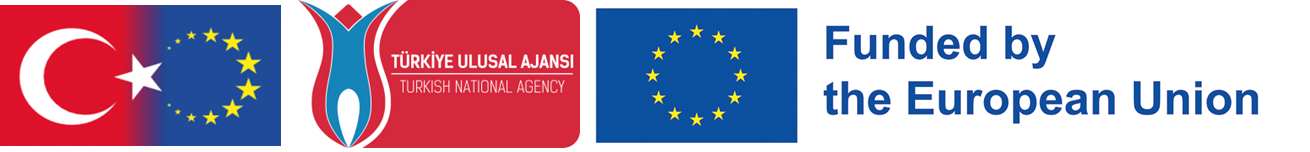 TÜRKİYE ULUSAL AJANSI
TURKISH NATIONAL AGENCY
Funded by
the European Union